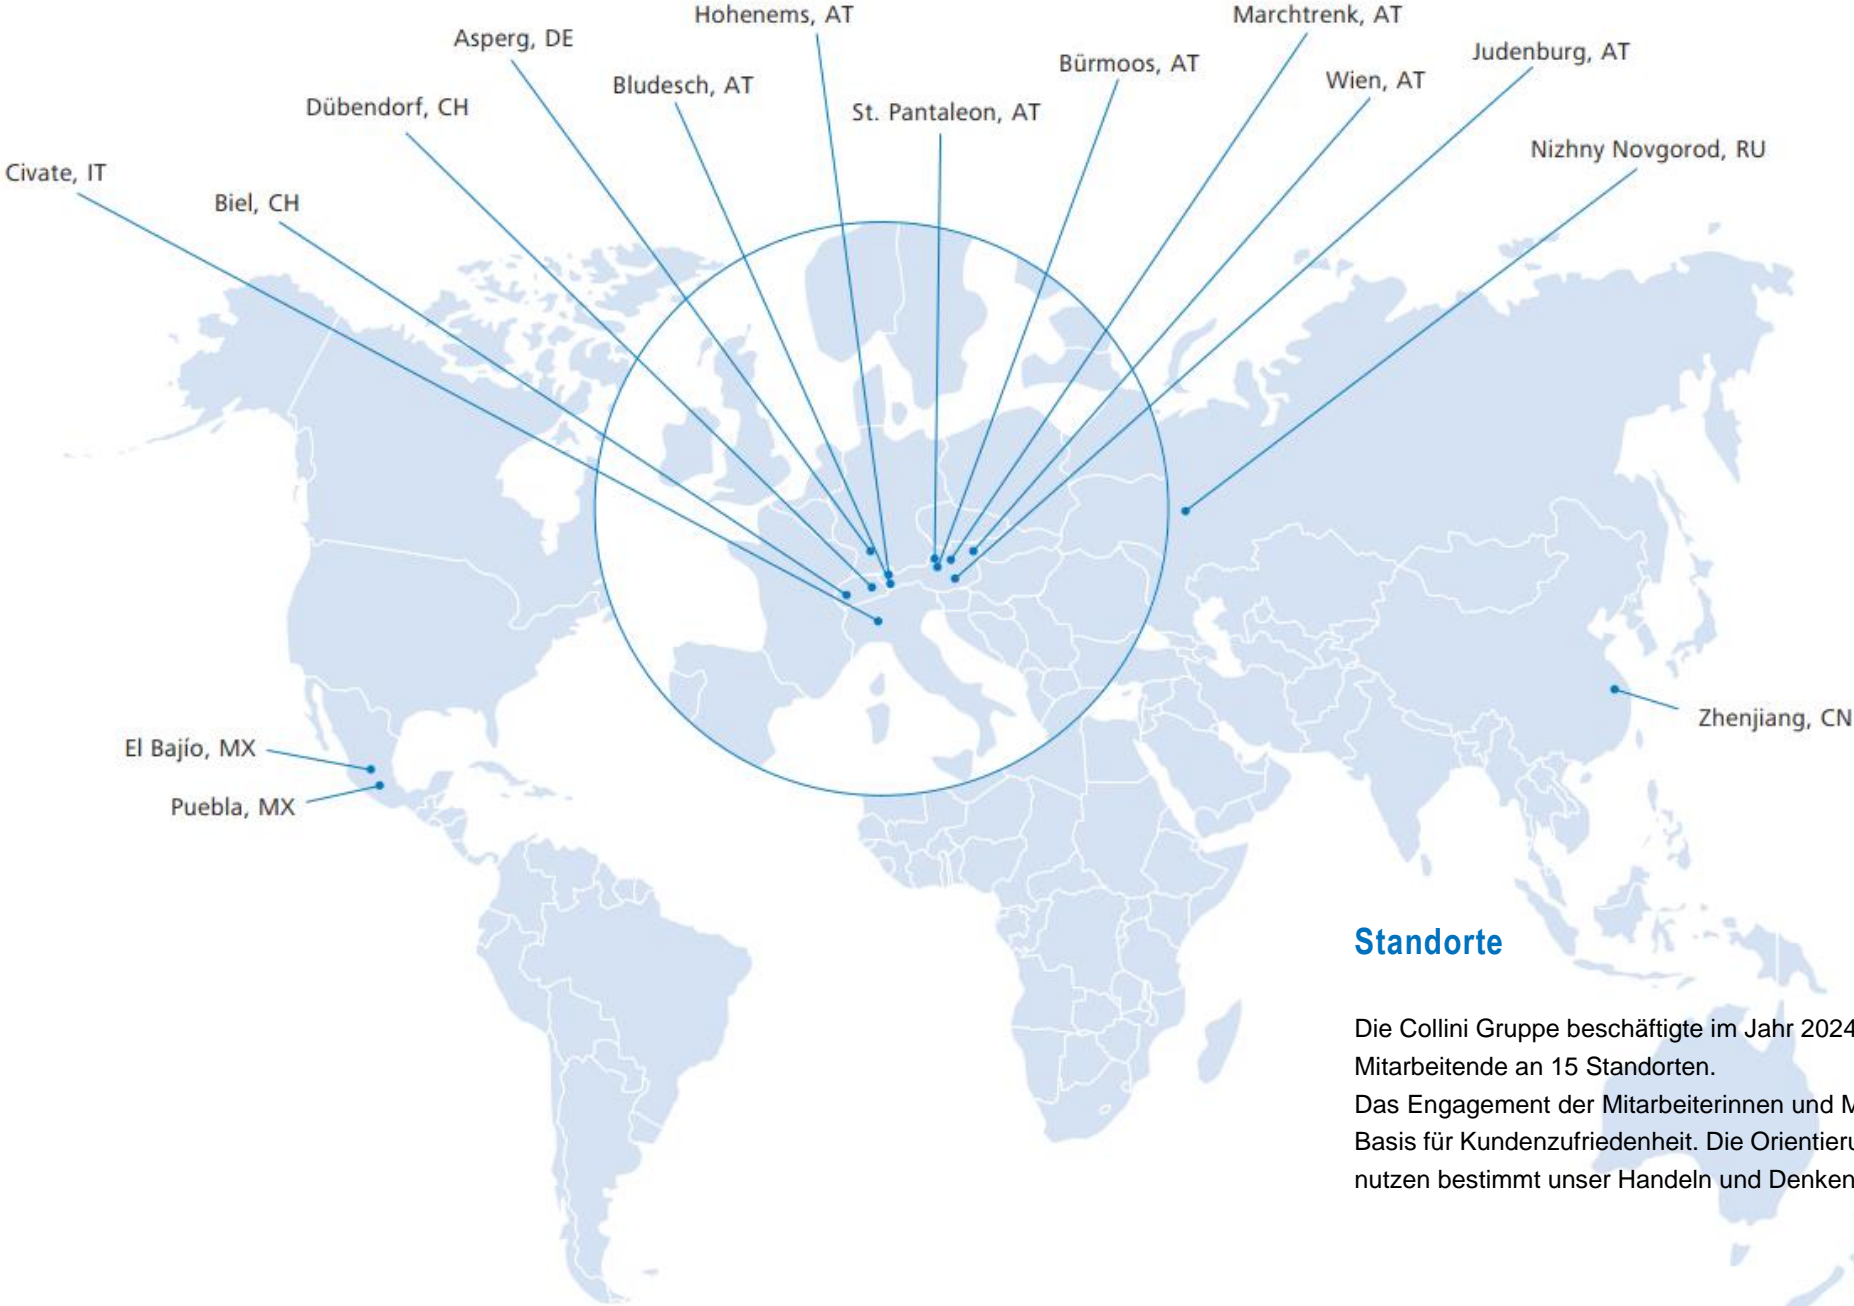 Hohenems, AT
Marchtrenk, AT
Asperg, DE
Judenburg, AT
Bürmoos, AT
Bludesch, AT
Wien, AT
Dübendorf, CH
St. Pantaleon, AT
Nizhny Novgorod, RU
Civate, IT
Biel, CH
Zhenjiang, CN
El Bajío, MX
Puebla, MX
Standorte
Die Collini Gruppe beschäftigte im Jahr 2024
Mitarbeitende an 15 Standorten.
Das Engagement der Mitarbeiterinnen und
Basis für Kundenzufriedenheit. Die
nutzen bestimmt unser Handeln und Denken